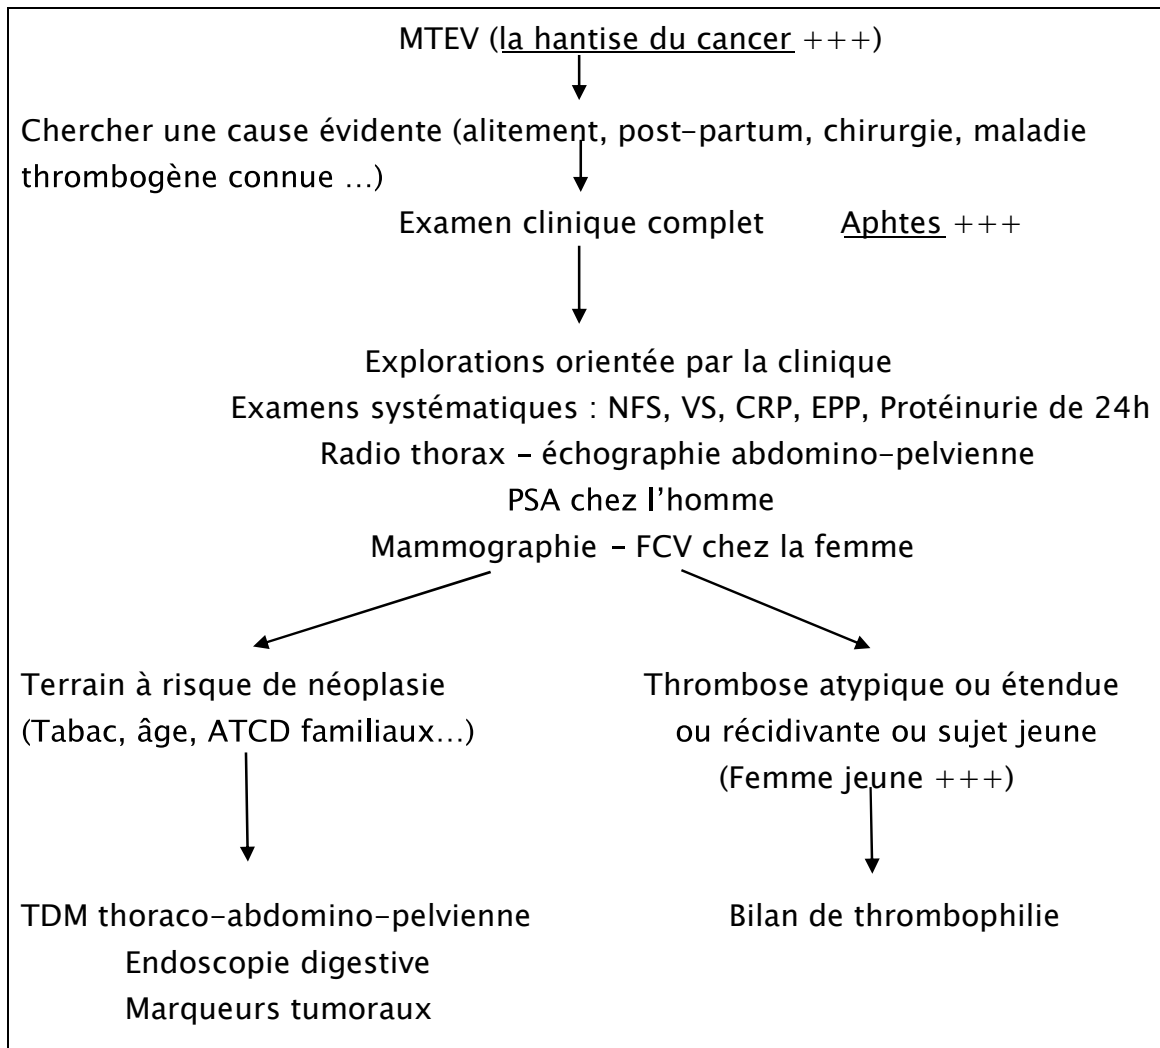 MTEV (la hantise du cancer +++)
Chercher une cause évidente (alitement, post-partum, chirurgie, maladie
thrombogène connue …)
Examen clinique complet Aphtes +++
Explorations orientée par la clinique
Examens systématiques : NFS, VS, CRP, EPP, Protéinurie de 24h
Radio thorax – échographie abdomino-pelvienne
PSA chez l’homme
Mammographie – FCV chez la femme
Terrain à risque de néoplasie
(Tabac, âge, ATCD familiaux…)
Thrombose atypique ou étendue
ou récidivante ou sujet jeune
(Femme jeune +++)
TDM thoraco-abdomino-pelvienne
Endoscopie digestive
Marqueurs tumoraux
Bilan de thrombophilie